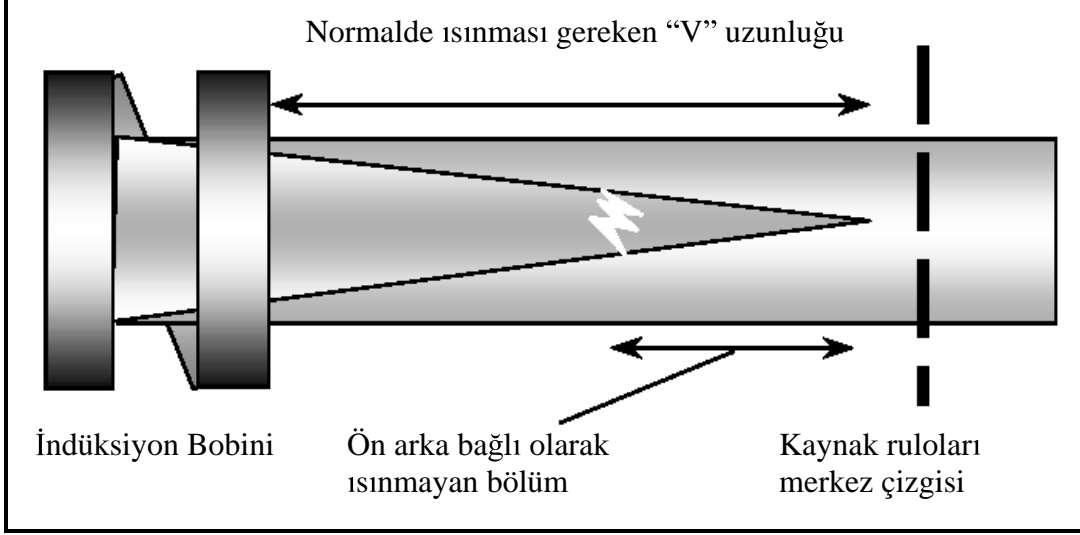 Normalde ısınması gereken “V” uzunluğu
İndüksiyon Bobini
Ön arka bağlı olarak
ısınmayan bölüm
Kaynak ruloları
merkez çizgisi